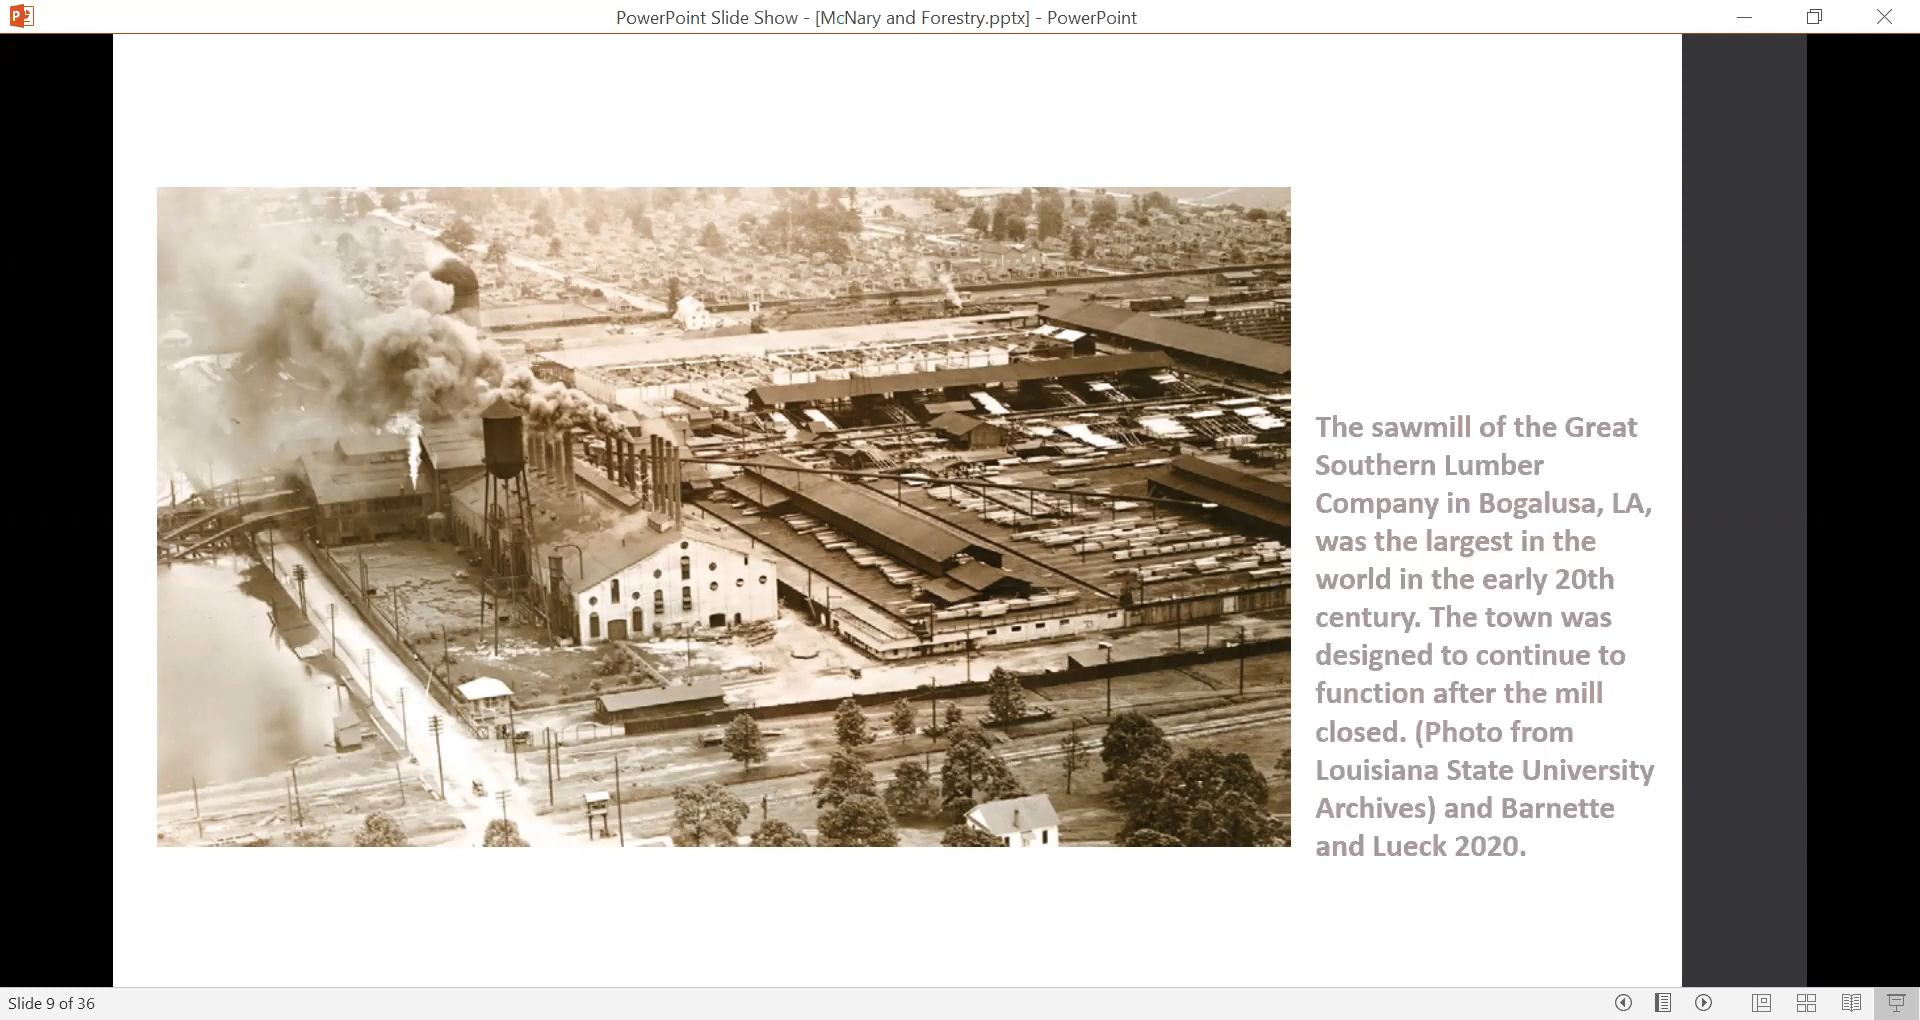 PowerPoint Slide Show - [McNary and Forestry.pptx] - PowerPoint
The sawmill of the Great
Southern Lumber
Company in Bogalusa, LA,
was the largest in the
world in the early 20th
century. The town was
designed to continue to
function after the mill
closed. (Photo from
Louisiana State University
Archives) and Barnette
and Lueck 2020.
Slide 9 of 36